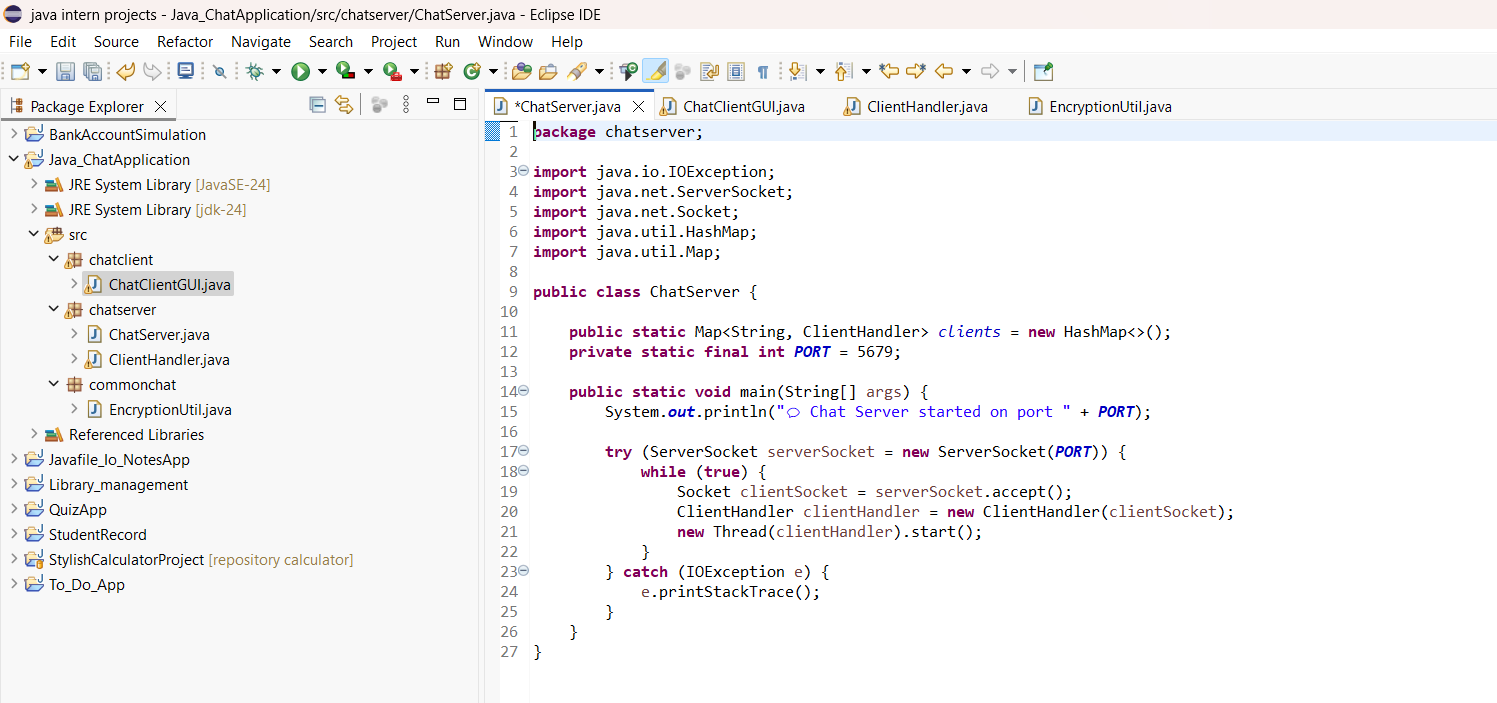 java intern projects - Java_ChatApplication/src/chatserver/ChatServer.java - Eclipse IDE
File Edit Source Refactor Navigate Search Project Run Window Help
Package Explorer
BankAccountSimulation
Java_ChatApplication
JRE System Library [JavaSE-24]
JRE System Library [jdk-24]
src
chatclient
ChatClientGUI.java
chatserver
ChatServer.java
ClientHandler.java
commonchat
EncryptionUtil.java
Referenced Libraries
Javafile_Io_NotesApp
Library_management
QuizApp
StudentRecord
StylishCalculatorProject [repository calculator]
To_Do_App
*ChatServer.java ChatClientGUI.java ClientHandler.java EncryptionUtil.java
1 package chatserver;
2
3 import java.io.IOException;
4 import java.net.ServerSocket;
5 import java.net.Socket;
6 import java.util.HashMap;
7 import java.util.Map;
8
9 public class ChatServer {
10
11     public static Map<String, ClientHandler> clients = new HashMap<>();
12     private static final int PORT = 5679;
13
14     public static void main(String[] args) {
15         System.out.println("💬 Chat Server started on port " + PORT);
16
17         try (ServerSocket serverSocket = new ServerSocket(PORT)) {
18             while (true) {
19                 Socket clientSocket = serverSocket.accept();
20                 ClientHandler clientHandler = new ClientHandler(clientSocket);
21                 new Thread(clientHandler).start();
22             }
23         } catch (IOException e) {
24             e.printStackTrace();
25         }
26     }
27 }